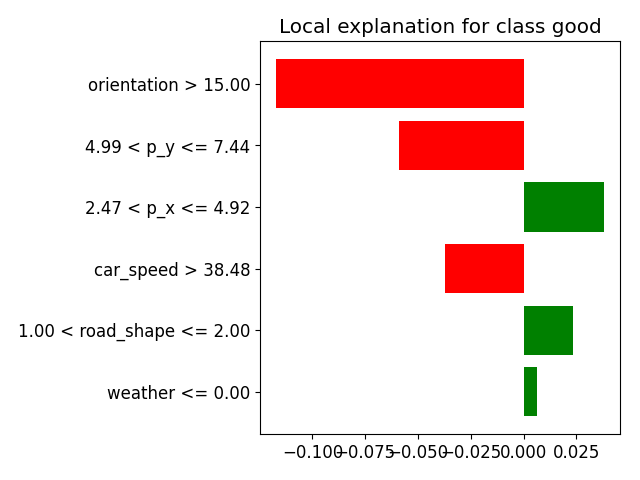 Local explanation for class good
orientation > 15.00
4.99 < p_y <= 7.44
2.47 < p_x <= 4.92
car_speed > 38.48
1.00 < road_shape <= 2.00
weather <= 0.00
−0.100 −0.075 −0.050 −0.025 0.000 0.025